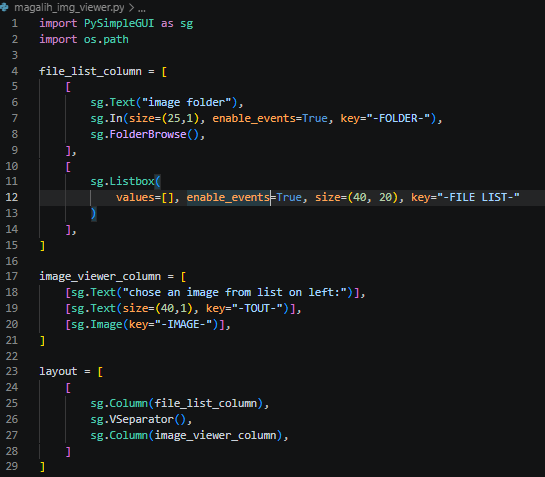 magalih_img_viewer.py > ...
1 import PySimpleGUI as sg
2 import os.path
3
4 file_list_column = [
5     [
6         sg.Text("image folder"),
7         sg.In(size=(25,1), enable_events=True, key="-FOLDER-"),
8         sg.FolderBrowse(),
9     ],
10     [
11         sg.Listbox(
12             values=[], enable_events=True, size=(40, 20), key="-FILE LIST-"
13         )
14     ],
15 ]
16
17 image_viewer_column = [
18     [sg.Text("chose an image from list on left:")],
19     [sg.Text(size=(40,1), key="-TOUT-")],
20     [sg.Image(key="-IMAGE-")],
21 ]
22
23 layout = [
24     [
25         sg.Column(file_list_column),
26         sg.VSeparator(),
27         sg.Column(image_viewer_column),
28     ]
29 ]